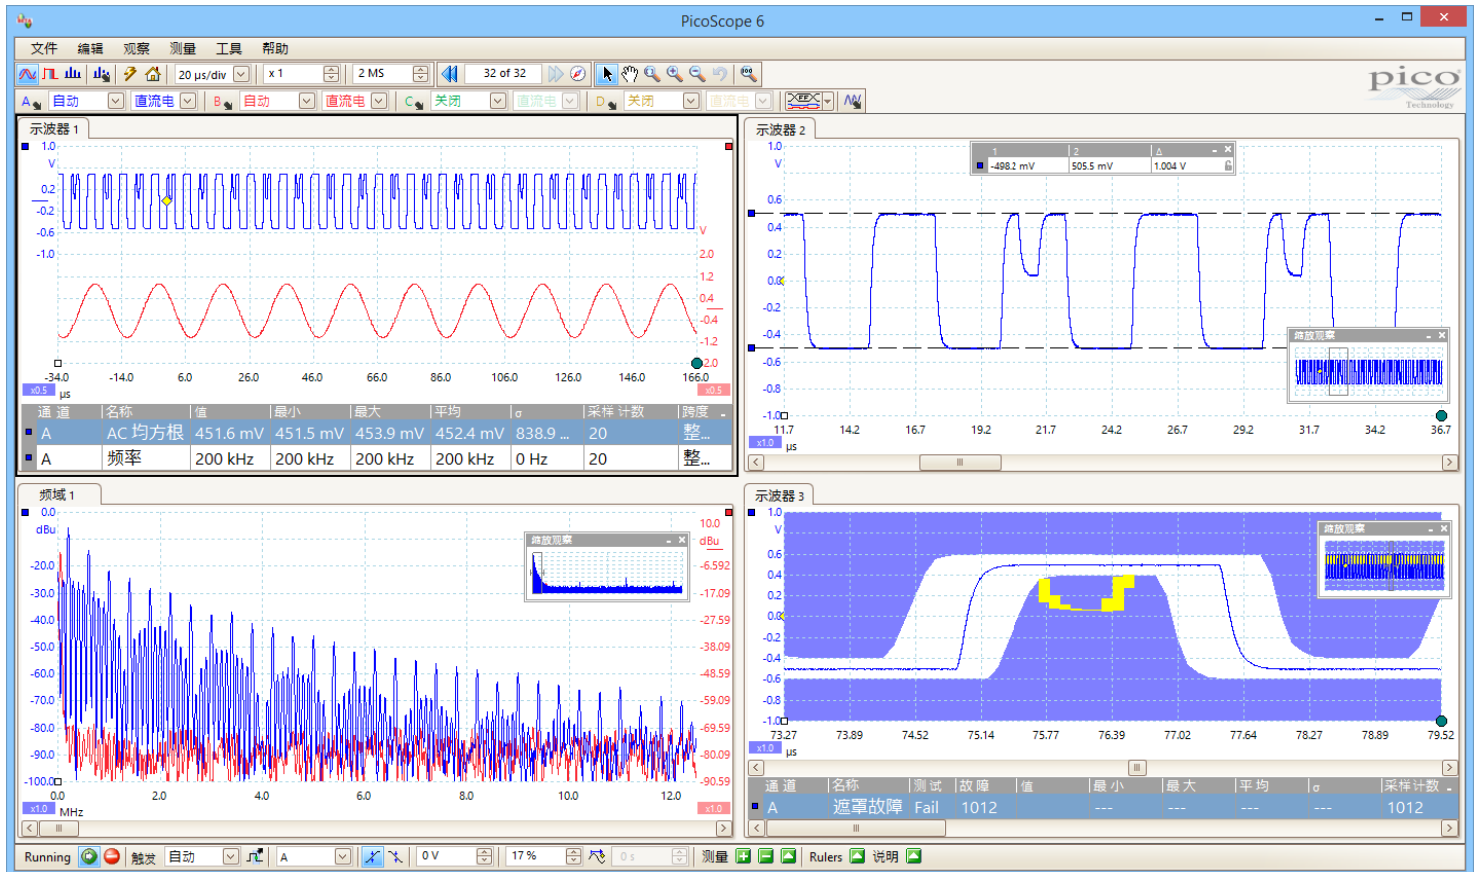 PicoScope 6
文件 编辑 观察 测量 工具 帮助
20 µs/div x 1 2 MS 32 of 32
pico
Technology
A 自动 直流电 B 自动 直流电 C 关闭 直流电 D 关闭 直流电
示波器 1
1.0
V
0.2
-0.2
-0.6
-1.0
V
2.0
1.2
0.4
-0.4
-1.2
-2.0
-34.0 -14.0 6.0 26.0 46.0 66.0 86.0 106.0 126.0 146.0 166.0
x0.5 µs x0.5
通道 名称 值 最小 最大 平均 σ 采样计数 跨度
A AC 均方根 451.6 mV 451.5 mV 453.9 mV 452.4 mV 838.9 ... 20 整...
A 频率 200 kHz 200 kHz 200 kHz 200 kHz 0 Hz 20 整...
示波器 2
1 2 Δ
-498.2 mV 505.5 mV 1.004 V
1.0
V
0.6
0.4
0.2
0.0
-0.2
-0.4
-0.6
-0.8
-1.0
缩放观察
11.7 14.2 16.7 19.2 21.7 24.2 26.7 29.2 31.7 34.2 36.7
x1.0 µs
频域 1
0.0
dBu
-20.0
-30.0
-40.0
-50.0
-60.0
-70.0
-80.0
-90.0
-100.0
缩放观察
10.0
dBu
-6.592
-17.09
-27.59
-38.09
-48.59
-59.09
-69.59
-80.09
-90.59
0.0 2.0 4.0 6.0 8.0 10.0 12.0
x1.0 MHz x1.0
示波器 3
1.0
V
0.6
0.4
0.2
0.0
-0.2
-0.4
-0.6
-0.8
-1.0
缩放观察
73.27 73.89 74.52 75.14 75.77 76.39 77.02 77.64 78.27 78.89 79.52
x1.0 µs
通道 名称 测试 故障 值 最小 最大 平均 σ 采样计数
A 遮罩故障 Fail 1012 --- --- --- --- 1012
Running 触发 自动 A 0 V 17 % 0 s 测量 Rulers 说明